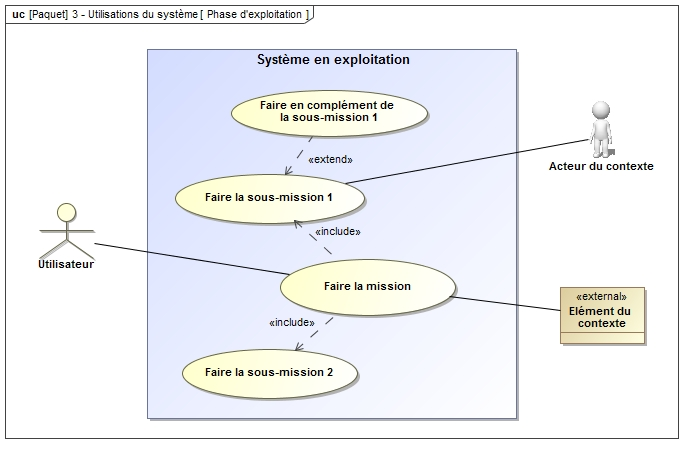 uc [Paquet] 3 - Utilisations du système [ Phase d'exploitation ]
Système en exploitation
Faire en complément de
la sous-mission 1
«extend»
Acteur du contexte
Faire la sous-mission 1
«include»
Utilisateur
Faire la mission
«external»
Elément du
contexte
«include»
Faire la sous-mission 2